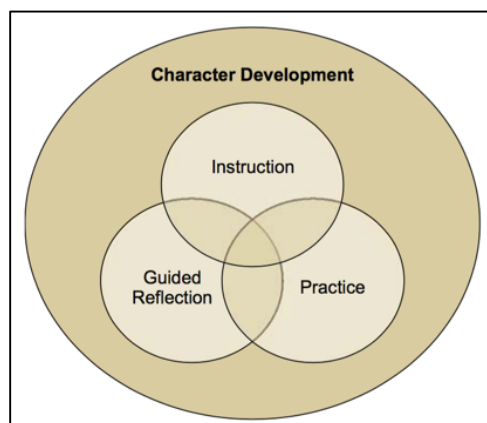 Character Development
Instruction
Guided
Reflection
Practice